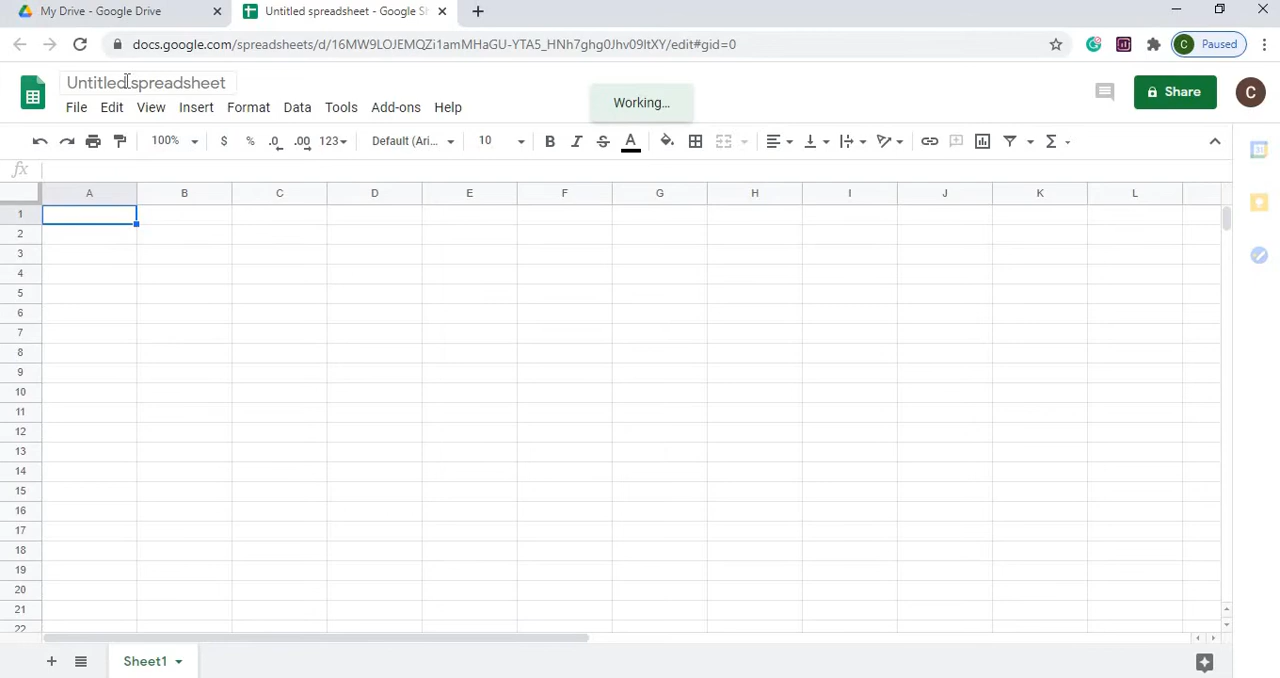 My Drive - Google Drive
Untitled spreadsheet - Google S
docs.google.com/spreadsheets/d/16MW9LOJEMQZi1amMHaGU-YTA5_HNh7ghg0Jhv09ItXY/edit#gid=0
C Paused
Untitled spreadsheet
Working...
Share
C
File Edit View Insert Format Data Tools Add-ons Help
100% $ % .0 .00 123 Default (Ari... 10 B I S A Σ
fx
A B C D E F G H I J K L
1
2
3
4
5
6
7
8
9
10
11
12
13
14
15
16
17
18
19
20
21
22
Sheet1